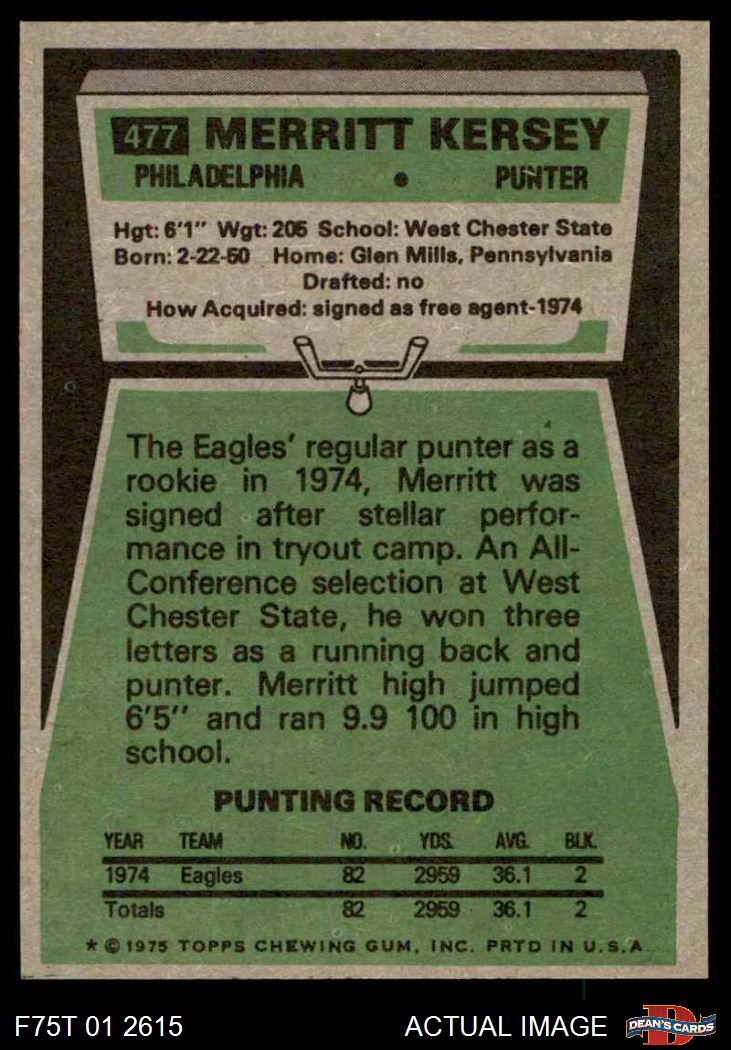 477 MERRITT KERSEY
PHILADELPHIA • PUNTER
Hgt: 6'1" Wgt: 205 School: West Chester State
Born: 2-22-50 Home: Glen Mills, Pennsylvania
Drafted: no
How Acquired: signed as free agent-1974
The Eagles' regular punter as a
rookie in 1974, Merritt was
signed after stellar perfor-
mance in tryout camp. An All-
Conference selection at West
Chester State, he won three
letters as a running back and
punter. Merritt high jumped
6'5" and ran 9.9 100 in high
school.
PUNTING RECORD
YEAR TEAM NO. YDS. AVG. BLK.
1974 Eagles 82 2959 36.1 2
Totals 82 2959 36.1 2
* © 1975 TOPPS CHEWING GUM, INC. PRTD IN U.S.A.
F75T 01 2615 ACTUAL IMAGE DEAN'S CARDS